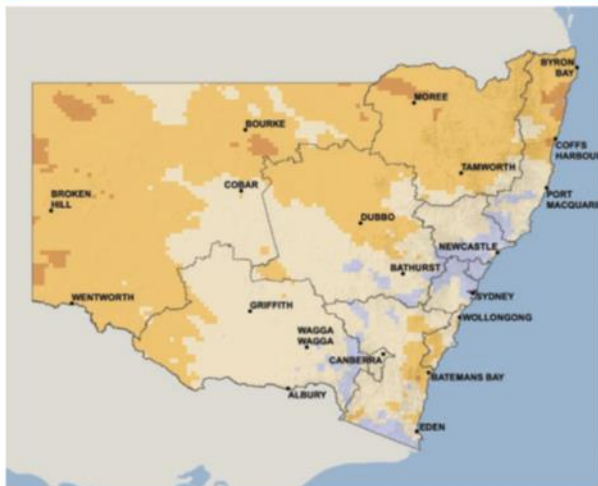 BYRON
BAY
MOREE
BOURKE
COFFS
HARBOUR
TAMWORTH
COBAR
BROKEN
HILL
PORT
MACQUARIE
DUBBO
NEWCASTLE
BATHURST
SYDNEY
WENTWORTH
GRIFFITH
WOLLONGONG
WAGGA
WAGGA
CANBERRA
BATEMANS BAY
ALBURY
EDEN